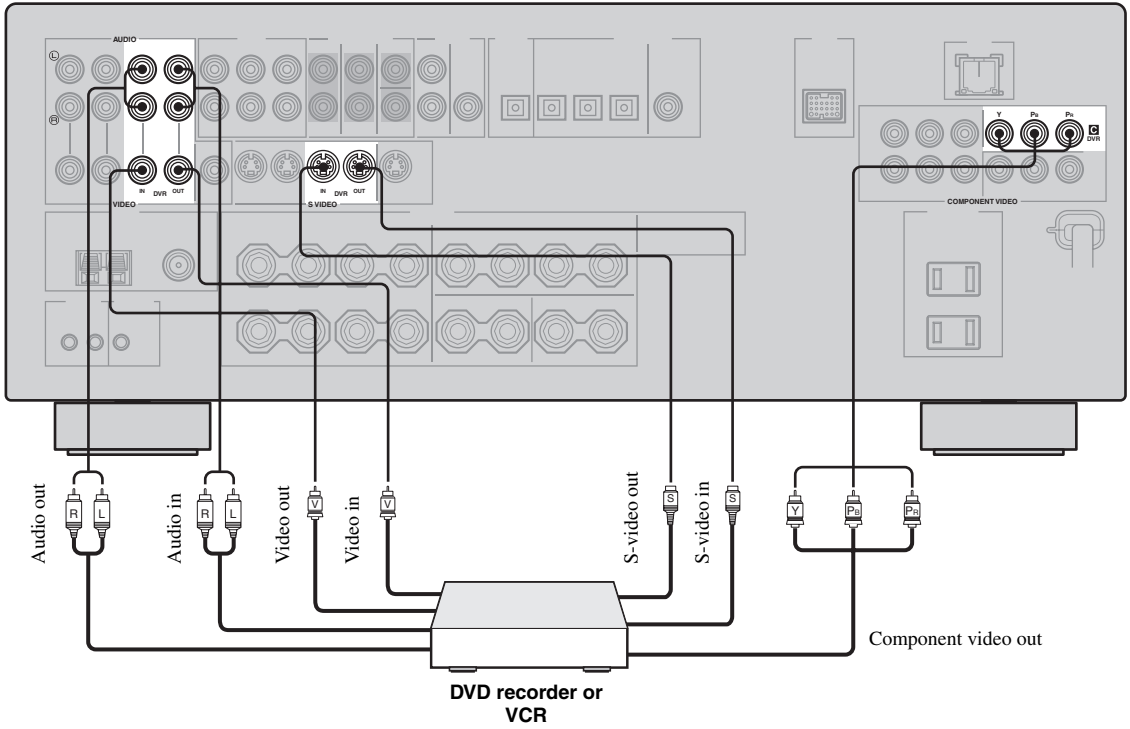 AUDIO
L
R
IN DVR OUT
VIDEO
IN DVR OUT
S VIDEO
Y PB PR
C
DVR
COMPONENT VIDEO
Audio out
R L
Audio in
R L
Video out
V
Video in
V
S-video out
S
S-video in
S
Y PB PR
Component video out
DVD recorder or
VCR